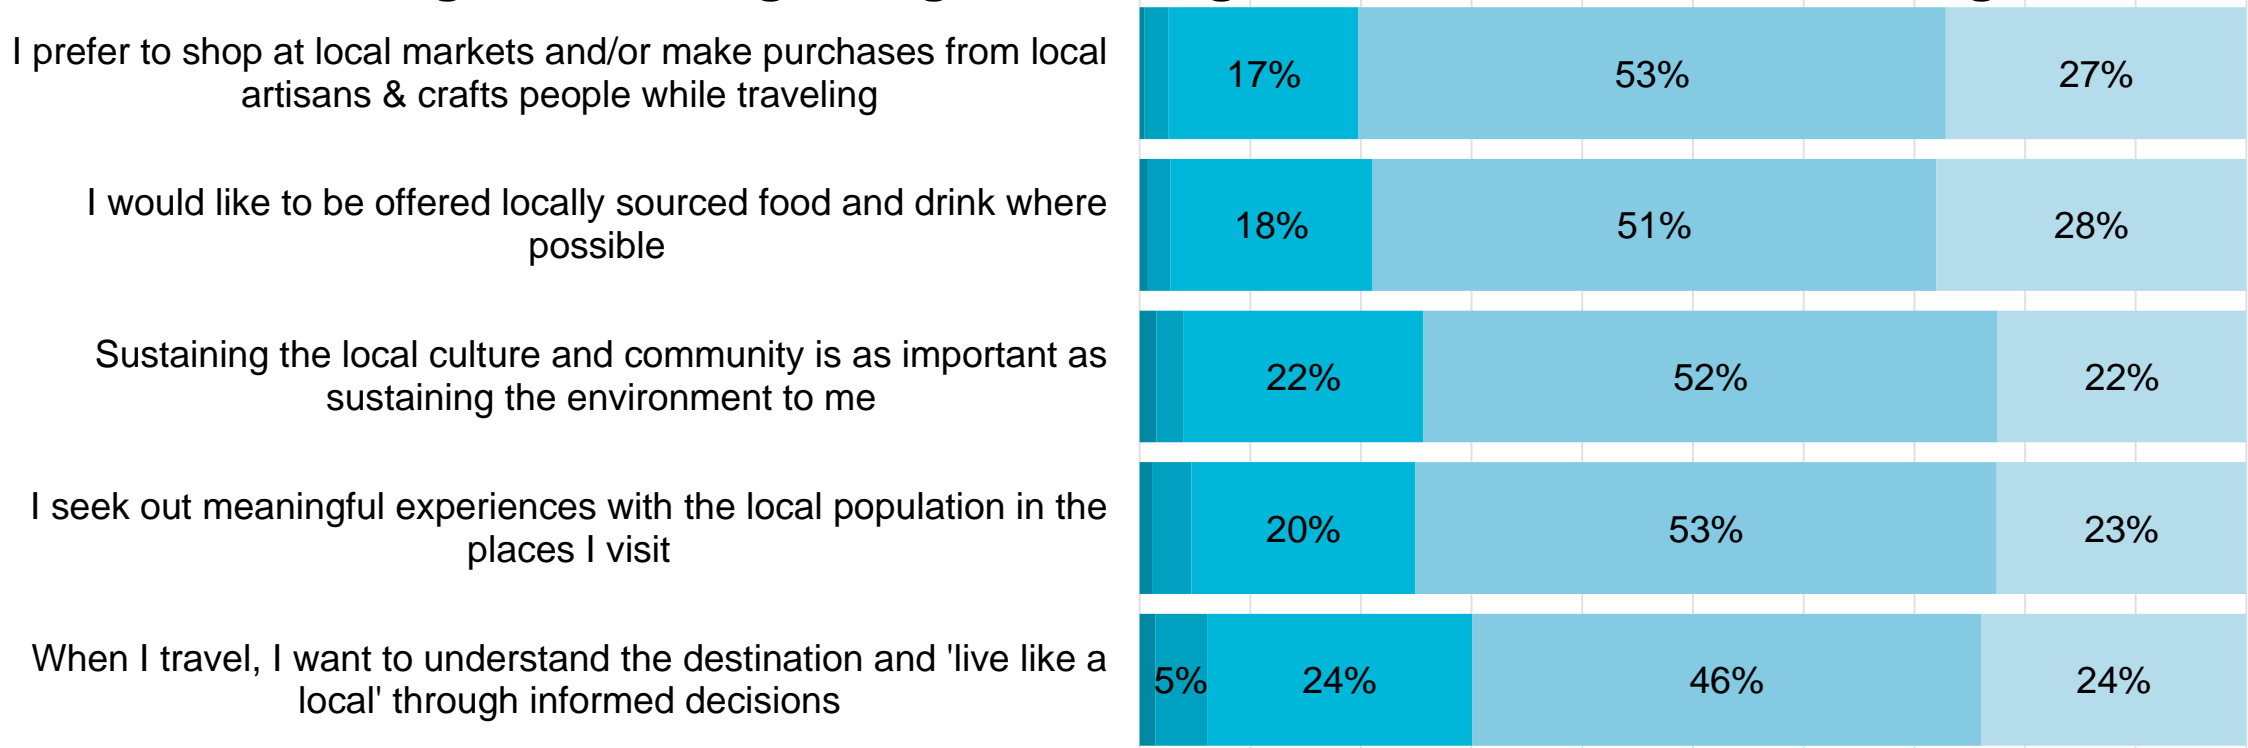 I prefer to shop at local markets and/or make purchases from local
artisans & crafts people while traveling
17% 53% 27%
I would like to be offered locally sourced food and drink where
possible
18% 51% 28%
Sustaining the local culture and community is as important as
sustaining the environment to me
22% 52% 22%
I seek out meaningful experiences with the local population in the
places I visit
20% 53% 23%
When I travel, I want to understand the destination and 'live like a
local' through informed decisions
5% 24% 46% 24%